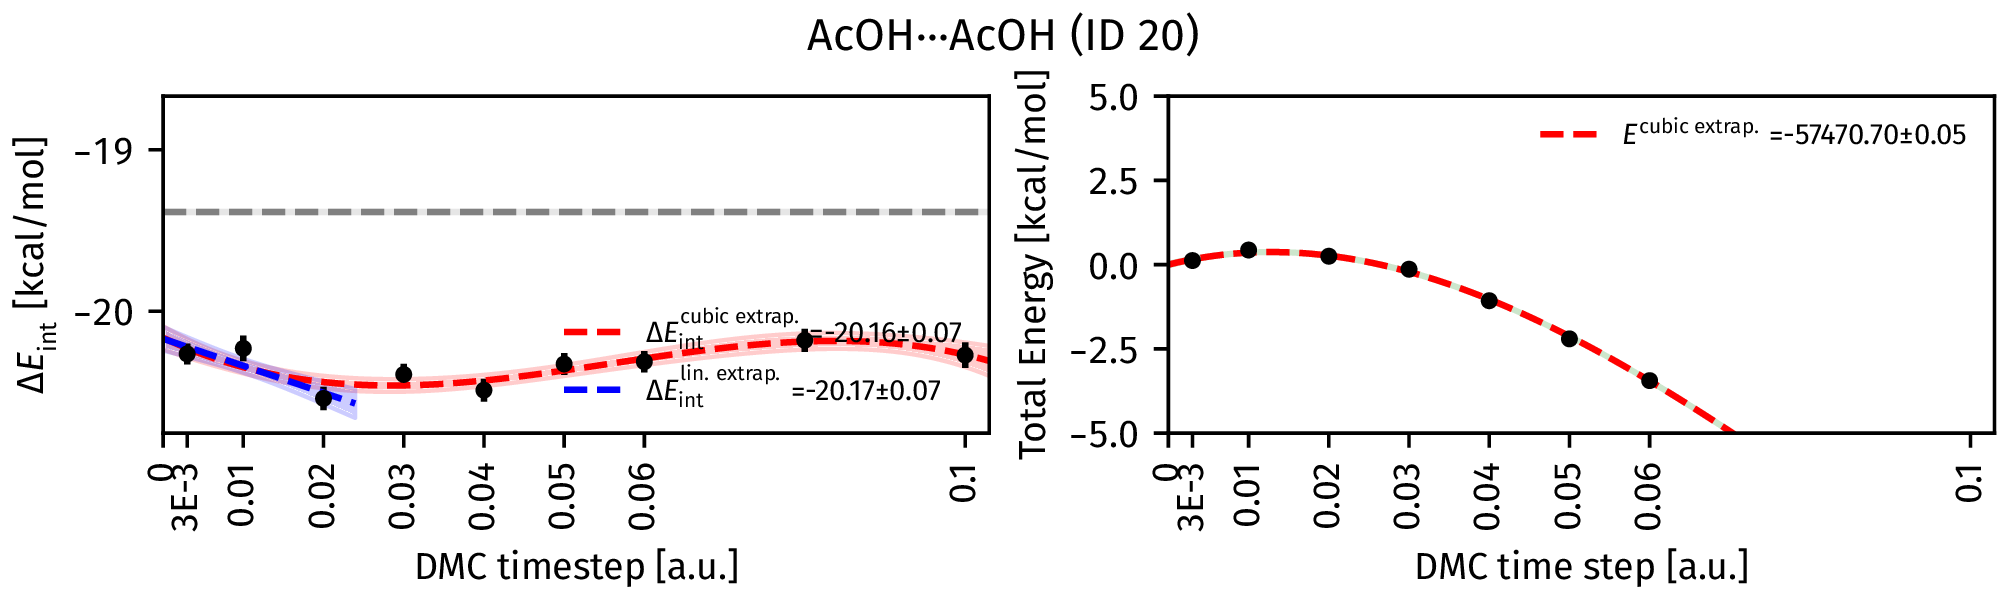 AcOH···AcOH (ID 20)
ΔE_int [kcal/mol]
−19
−20
ΔE_int^cubic extrap. =-20.16±0.07
ΔE_int^lin. extrap. =-20.17±0.07
0
3E-3
0.01
0.02
0.03
0.04
0.05
0.06
0.1
DMC timestep [a.u.]
Total Energy [kcal/mol]
5.0
2.5
0.0
−2.5
−5.0
E^cubic extrap. =-57470.70±0.05
0
3E-3
0.01
0.02
0.03
0.04
0.05
0.06
0.1
DMC time step [a.u.]